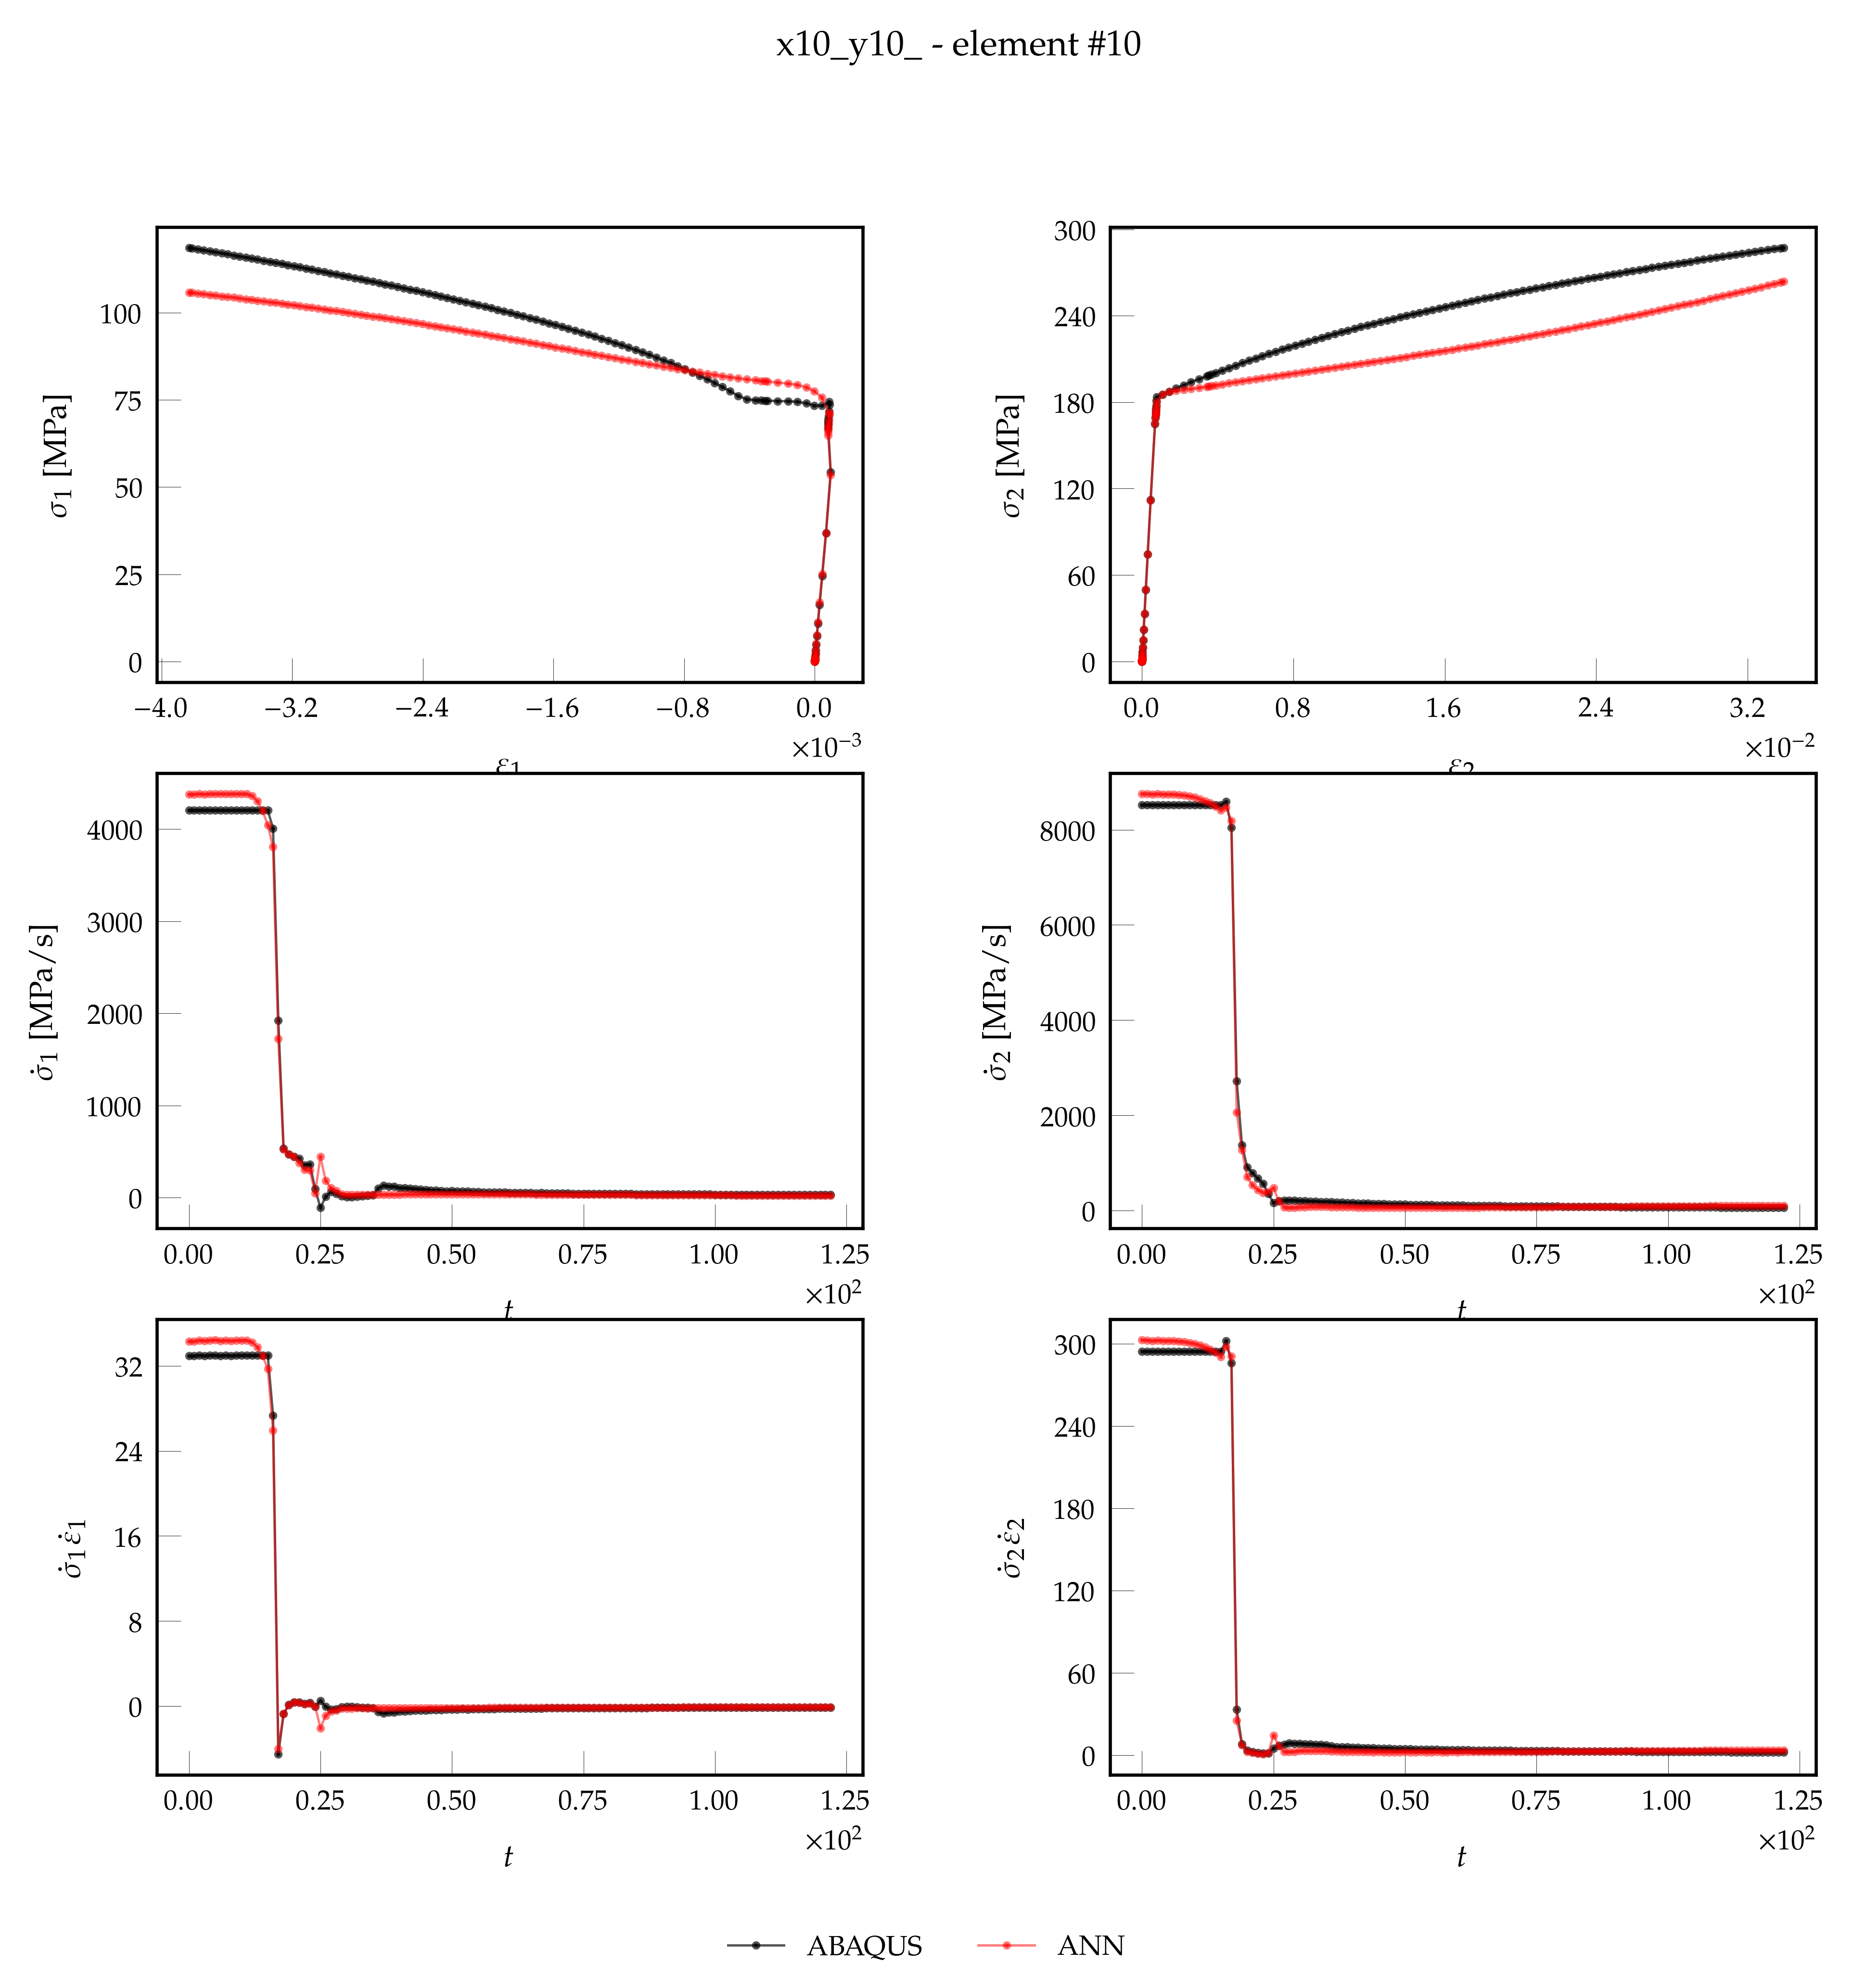 x10_y10_ - element #10
σ1 [MPa]
100
75
50
25
0
−4.0 −3.2 −2.4 −1.6 −0.8 0.0
×10−3
ε1
σ2 [MPa]
300
240
180
120
60
0
0.0 0.8 1.6 2.4 3.2
×10−2
ε2
σ̇1 [MPa/s]
4000
3000
2000
1000
0
0.00 0.25 0.50 0.75 1.00 1.25
×102
t
σ̇2 [MPa/s]
8000
6000
4000
2000
0
0.00 0.25 0.50 0.75 1.00 1.25
×102
t
σ̇1ε̇1
32
24
16
8
0
0.00 0.25 0.50 0.75 1.00 1.25
×102
t
σ̇2ε̇2
300
240
180
120
60
0
0.00 0.25 0.50 0.75 1.00 1.25
×102
t
ABAQUS ANN